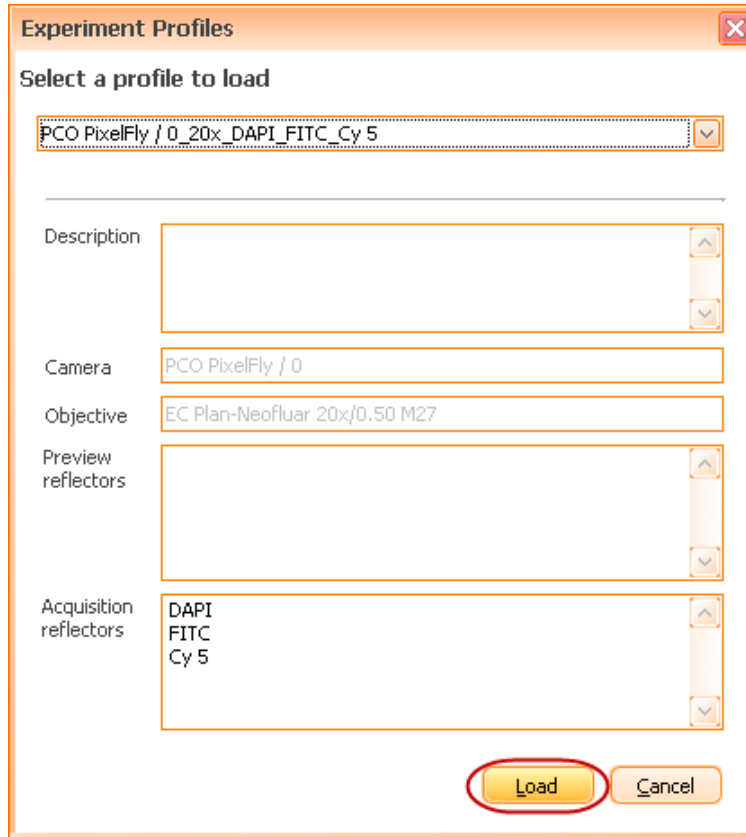 Experiment Profiles
Select a profile to load
PCO PixelFly / 0_20x_DAPI_FITC_Cy 5
Description
Camera
PCO PixelFly / 0
Objective
EC Plan-Neofluar 20x/0.50 M27
Preview
reflectors
Acquisition
reflectors
DAPI
FITC
Cy 5
Load
Cancel